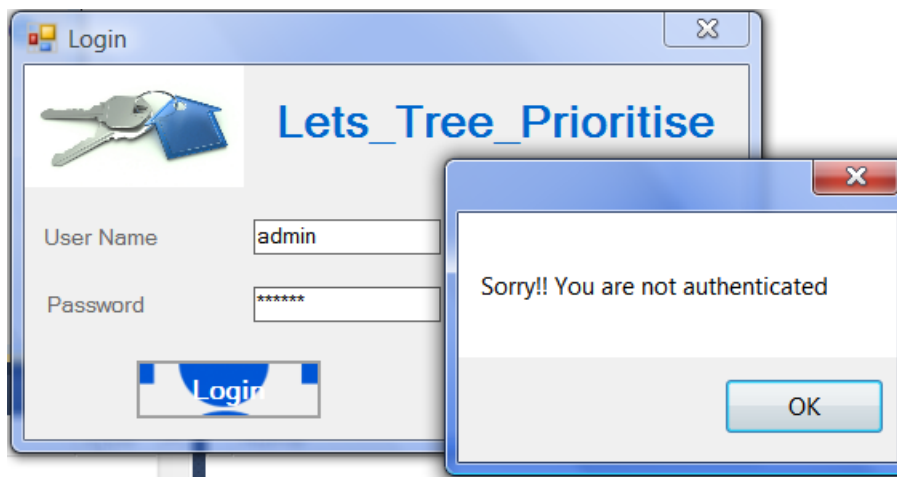 Login
Lets_Tree_Prioritise
User Name
admin
Password
******
Login
Sorry!! You are not authenticated
OK